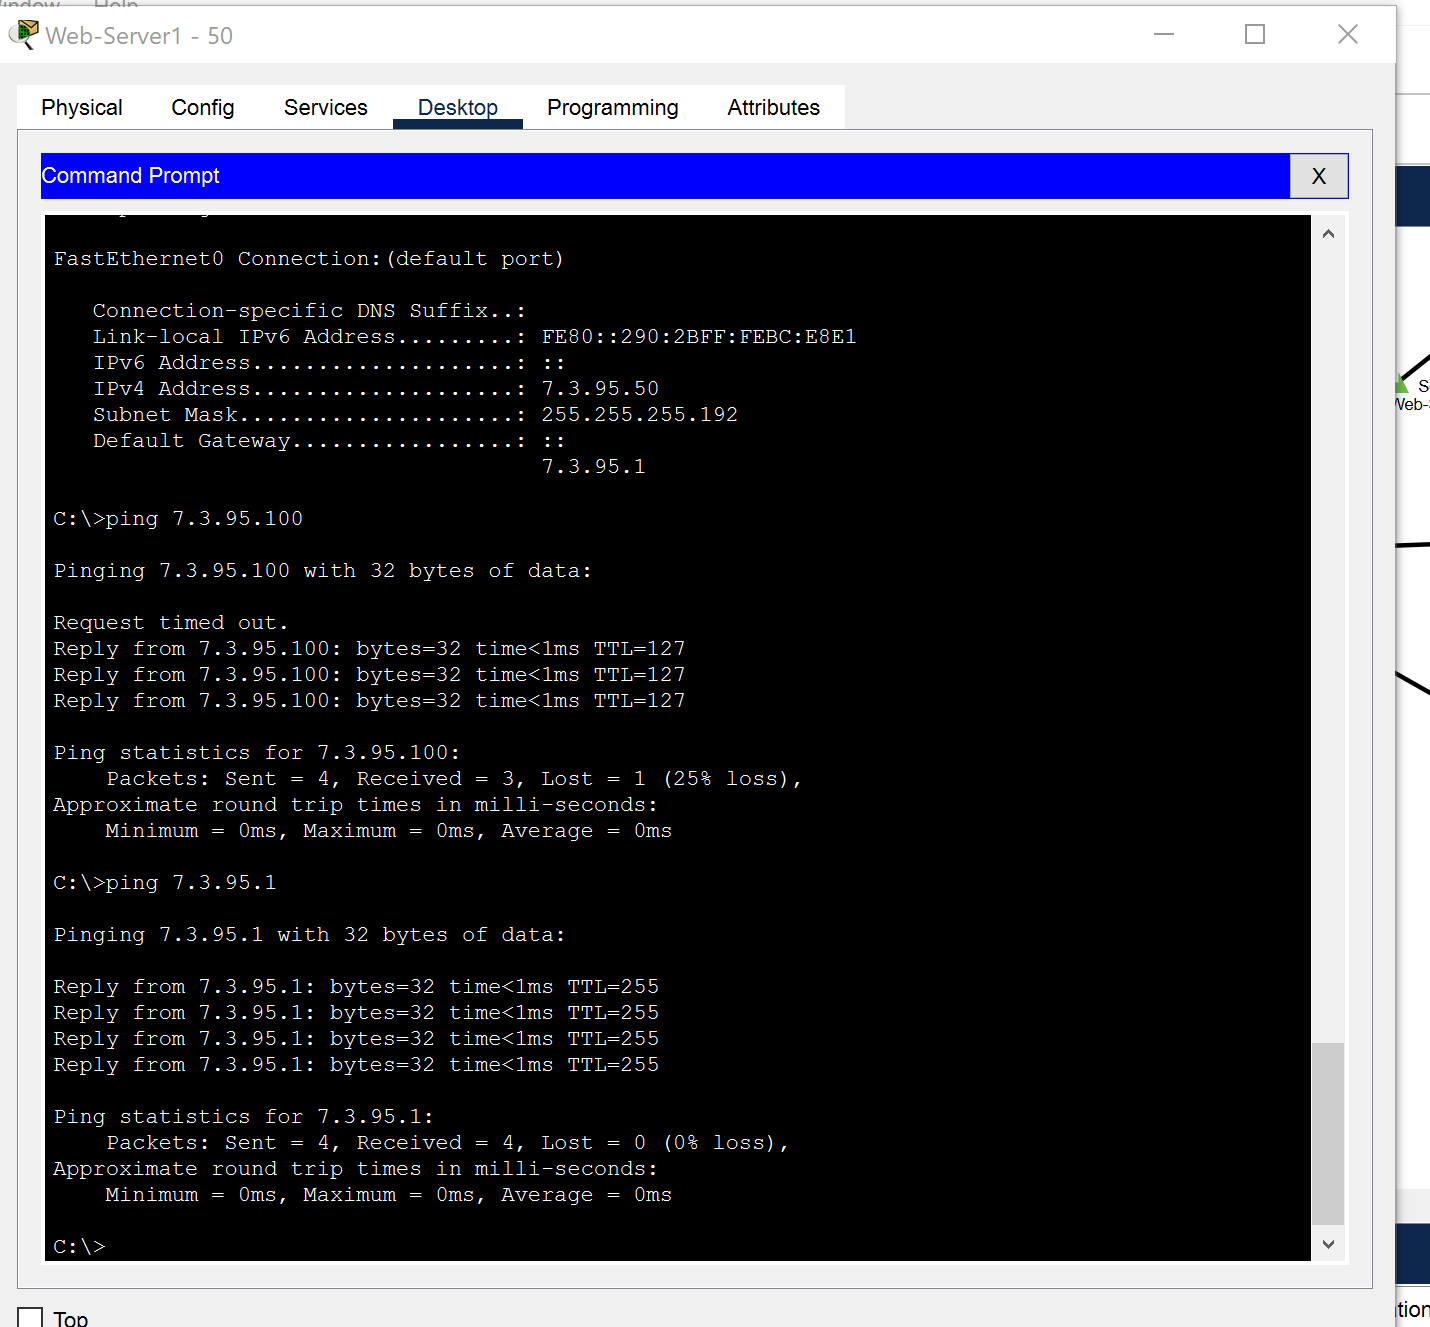 Help
Web-Server1 - 50
Physical Config Services Desktop Programming Attributes
Command Prompt
X
FastEthernet0 Connection:(default port)
Connection-specific DNS Suffix..:
Link-local IPv6 Address.........: FE80::290:2BFF:FEBC:E8E1
IPv6 Address....................: ::
IPv4 Address....................: 7.3.95.50
Subnet Mask.....................: 255.255.255.192
Default Gateway.................: ::
7.3.95.1
C:\>ping 7.3.95.100
Pinging 7.3.95.100 with 32 bytes of data:
Request timed out.
Reply from 7.3.95.100: bytes=32 time<1ms TTL=127
Reply from 7.3.95.100: bytes=32 time<1ms TTL=127
Reply from 7.3.95.100: bytes=32 time<1ms TTL=127
Ping statistics for 7.3.95.100:
Packets: Sent = 4, Received = 3, Lost = 1 (25% loss),
Approximate round trip times in milli-seconds:
Minimum = 0ms, Maximum = 0ms, Average = 0ms
C:\>ping 7.3.95.1
Pinging 7.3.95.1 with 32 bytes of data:
Reply from 7.3.95.1: bytes=32 time<1ms TTL=255
Reply from 7.3.95.1: bytes=32 time<1ms TTL=255
Reply from 7.3.95.1: bytes=32 time<1ms TTL=255
Reply from 7.3.95.1: bytes=32 time<1ms TTL=255
Ping statistics for 7.3.95.1:
Packets: Sent = 4, Received = 4, Lost = 0 (0% loss),
Approximate round trip times in milli-seconds:
Minimum = 0ms, Maximum = 0ms, Average = 0ms
C:\>
Top